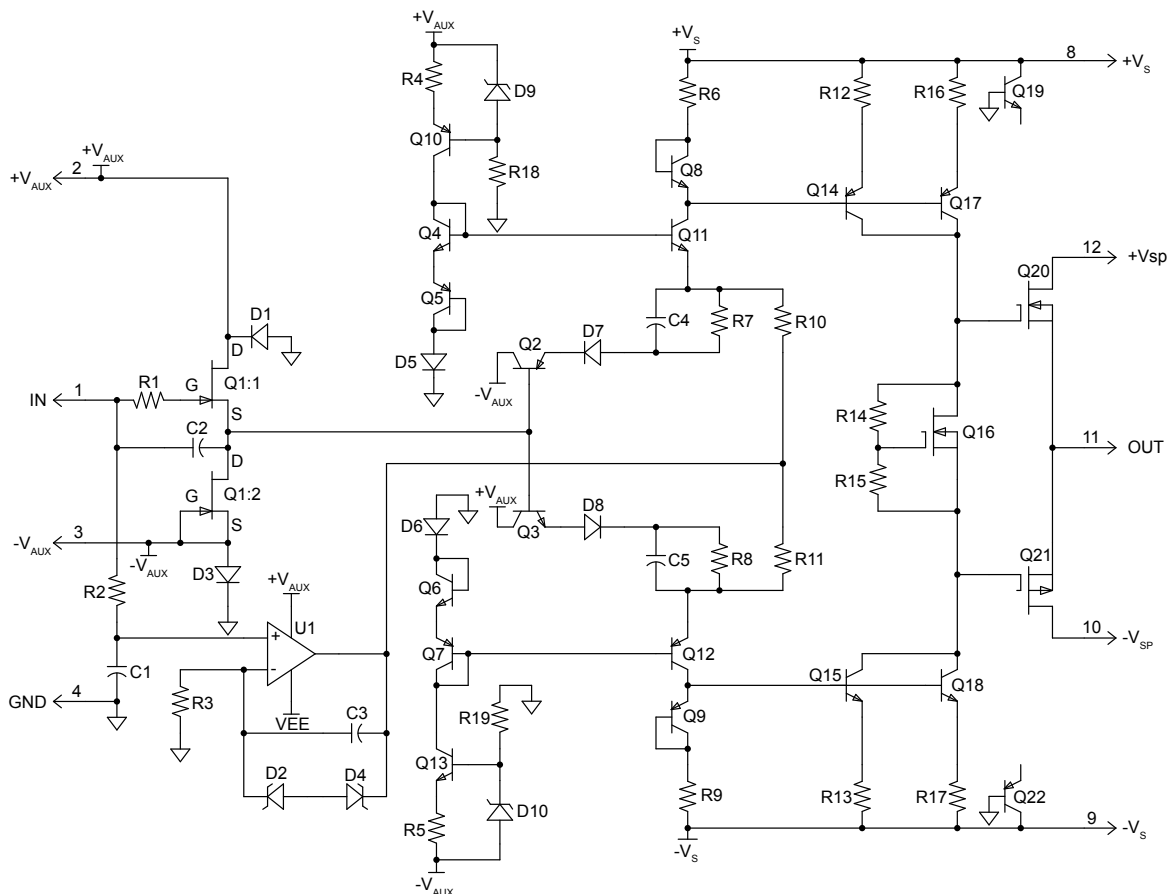 +V_AUX
+V_S
8
+V_S
R4
D9
R6
R12
R16
Q19
Q10
+V_AUX
2
+V_AUX
R18
Q8
Q14
Q17
Q4
Q11
12
+Vsp
Q20
Q5
D1
C4
R7
R10
D
Q2
D7
D5
1
IN
R1
G
Q1:1
-V_AUX
S
C2
R14
Q16
11
OUT
D
R15
G
Q1:2
+V_AUX
D6
D8
Q3
S
3
-V_AUX
-V_AUX
C5
R8
R11
Q21
D3
R2
+V_AUX
Q6
10
-V_SP
U1
+
-
Q7
Q12
C1
Q15
Q18
4
GND
R3
VEE
R19
Q9
C3
Q13
D2
D4
R9
R13
R17
Q22
D10
R5
9
-V_S
-V_S
-V_AUX